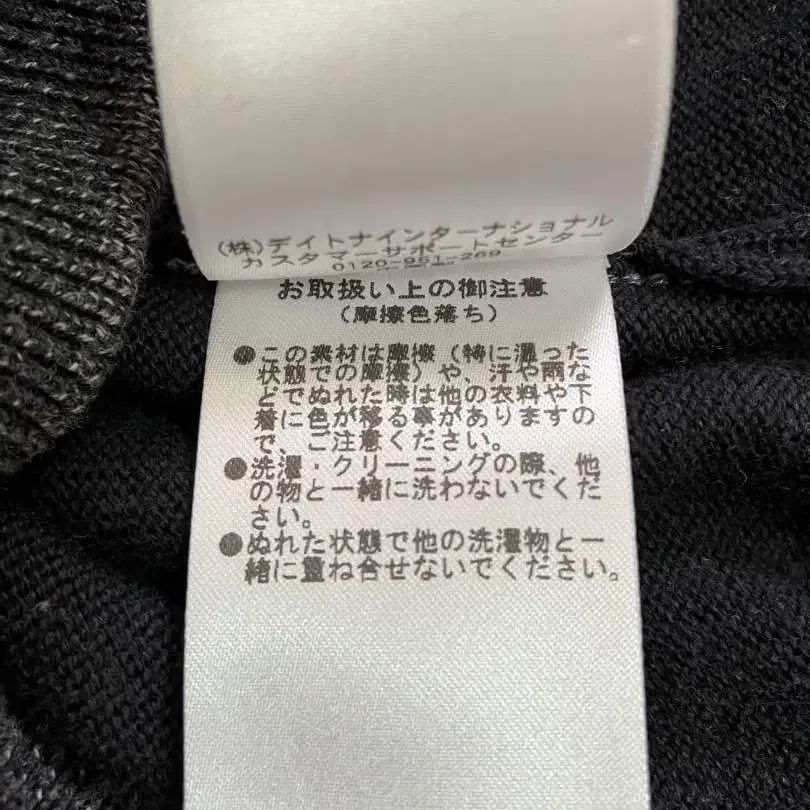 (株)デイトナインターナショナル
カスタマーサポートセンター
0120-951-269
お取扱い上の御注意
(摩擦色落ち)
●この素材は摩擦(特に湿った
状態での摩擦)や、汗や雨な
どでぬれた時は他の衣料や下
着に色が移る事がありますの
で、ご注意ください。
●洗濯・クリーニングの際、他
の物と一緒に洗わないでくだ
さい。
●ぬれた状態で他の洗濯物と一
緒に重ね合せないでください。